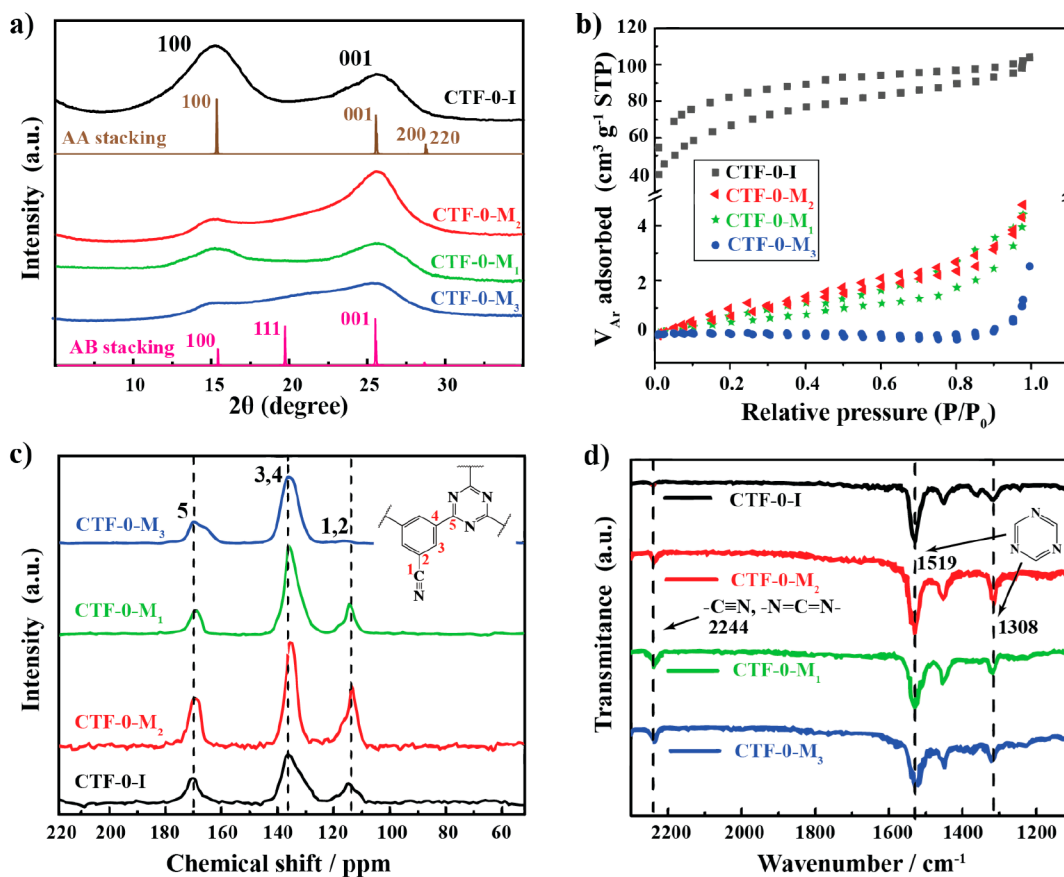 a)
Intensity (a.u.)
100
001
CTF-0-I
100
001
200
220
AA stacking
CTF-0-M₂
CTF-0-M₁
CTF-0-M₃
AB stacking
100
111
001
10 15 20 25 30
2θ (degree)
b)
V_Ar adsorbed (cm³ g⁻¹ STP)
120
100
80
60
40
4
2
0
CTF-0-I
CTF-0-M₂
CTF-0-M₁
CTF-0-M₃
0.0 0.2 0.4 0.6 0.8 1.0
Relative pressure (P/P₀)
c)
Intensity (a.u.)
5
3,4
1,2
CTF-0-M₃
N N
N
4
5
3
2
1
C
N
CTF-0-M₁
CTF-0-M₂
CTF-0-I
220 180 160 140 120 100 80 60
Chemical shift / ppm
d)
Transmitance (a.u.)
CTF-0-I
N
N
N
1519
CTF-0-M₂
-C≡N, -N=C=N-
2244
1308
CTF-0-M₁
CTF-0-M₃
2200 2000 1600 1400 1200
Wavenumber / cm⁻¹